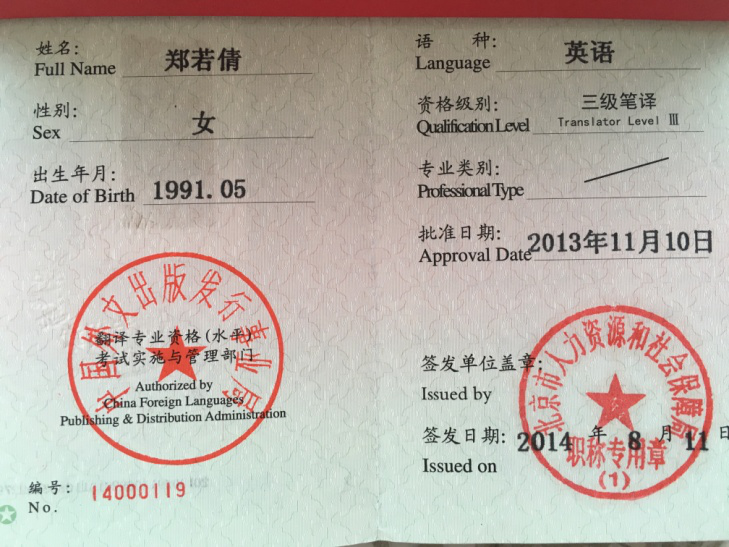 姓名:
Full Name 郑若倩
性别:
Sex 女
出生年月:
Date of Birth 1991.05
中国外文出版发行事业局
翻译专业资格(水平)
考试实施与管理部门
Authorized by
China Foreign Languages
Publishing & Distribution Administration
编号: 14000119
No.
语 种: 英语
Language
资格级别: 三级笔译
Qualification Level Translator Level Ⅲ
专业类别:
Professional Type
批准日期:
Approval Date 2013年11月10日
签发单位盖章:
Issued by
北京市人力资源和社会保障局
职称专用章
(1)
签发日期: 2014 年 8 月 11 日
Issued on